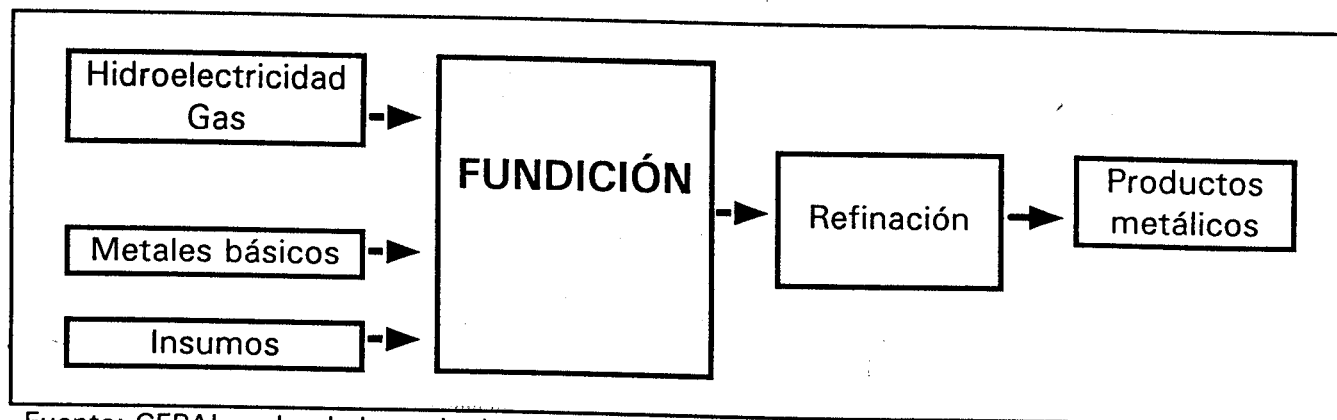 Hidroelectricidad
Gas
FUNDICIÓN
Metales básicos
Insumos
Refinación
Productos
metálicos
Fuente: CEPAL